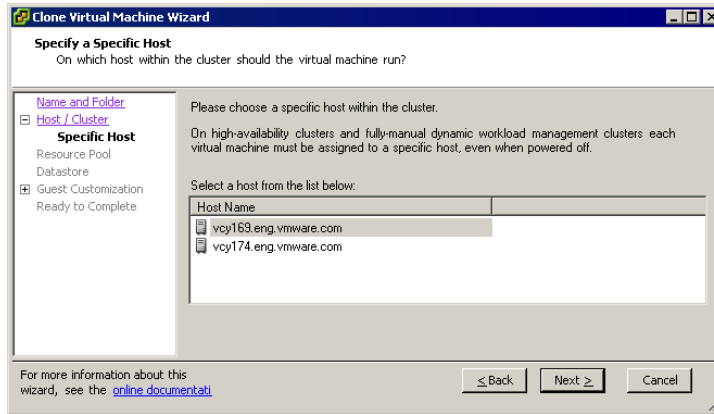 Clone Virtual Machine Wizard
Specify a Specific Host
On which host within the cluster should the virtual machine run?
Name and Folder
Host / Cluster
Specific Host
Resource Pool
Datastore
Guest Customization
Ready to Complete
Please choose a specific host within the cluster.
On high-availability clusters and fully-manual dynamic workload management clusters each
virtual machine must be assigned to a specific host, even when powered off.
Select a host from the list below:
Host Name
vcy169.eng.vmware.com
vcy174.eng.vmware.com
For more information about this
wizard, see the online documentati
< Back
Next >
Cancel